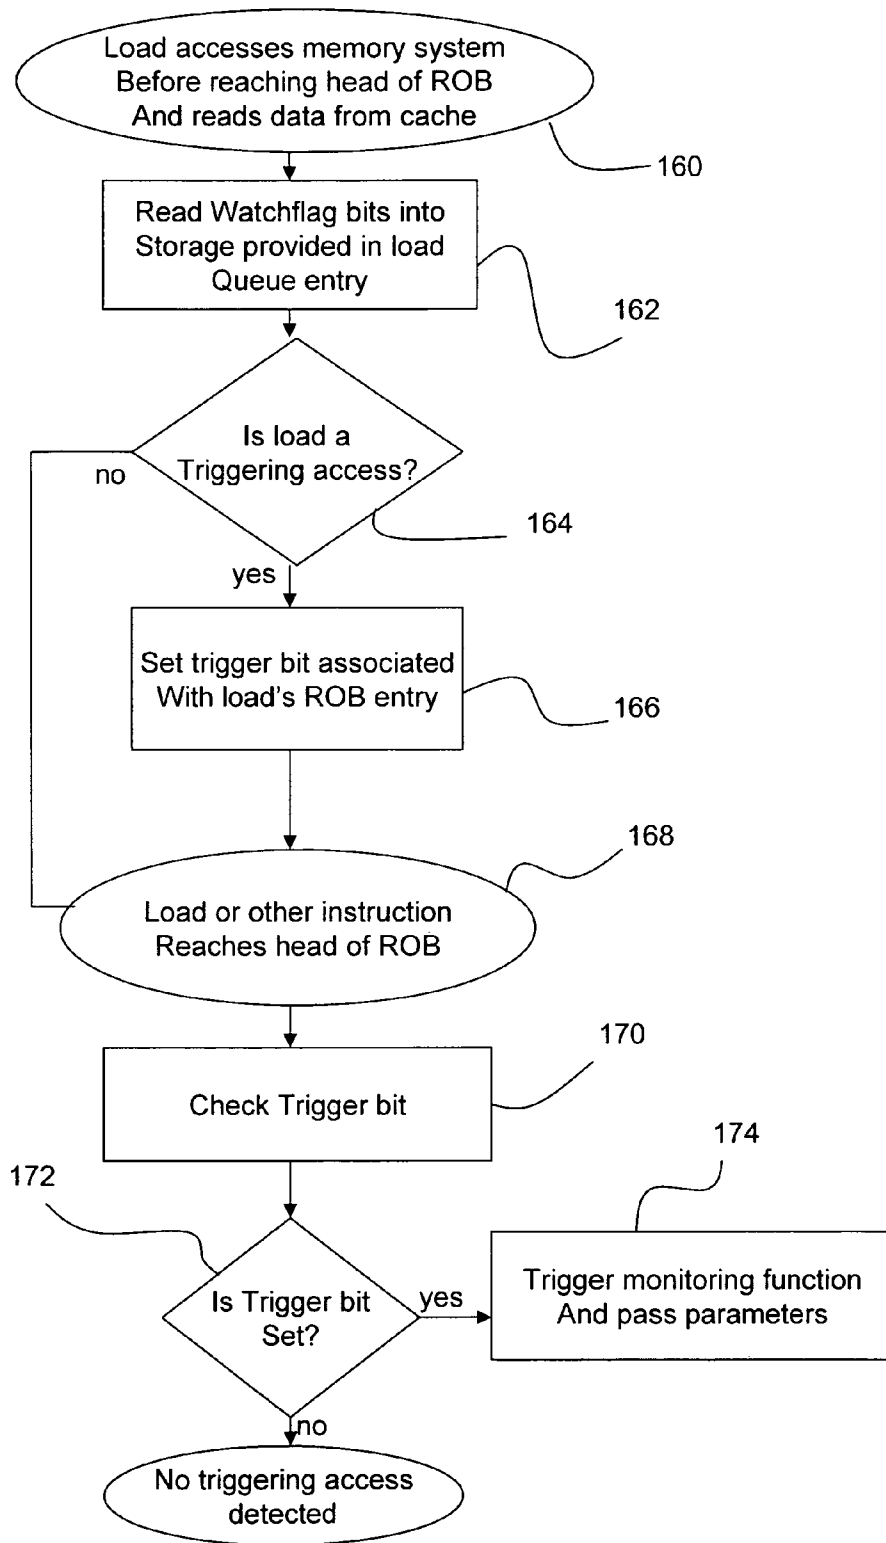 Load accesses memory system
Before reaching head of ROB
And reads data from cache
160
Read Watchflag bits into
Storage provided in load
Queue entry
162
Is load a
Triggering access?
no
164
yes
Set trigger bit associated
With load's ROB entry
166
168
Load or other instruction
Reaches head of ROB
170
Check Trigger bit
174
172
Is Trigger bit
Set?
yes
Trigger monitoring function
And pass parameters
no
No triggering access
detected